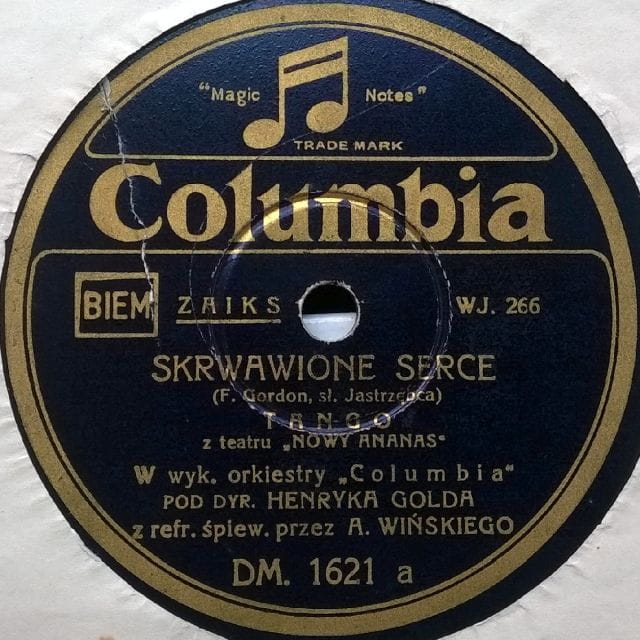 "Magic Notes"
TRADE MARK
Columbia
BIEM ZAIKS WJ. 266
SKRWAWIONE SERCE
(F. Gordon, sł. Jastrzębca)
TANGO
z teatru „NOWY ANANAS“
W wyk. orkiestry „Columbia“
POD DYR. HENRYKA GOLDA
z refr. śpiew. przez A. WIŃSKIEGO
DM. 1621 a